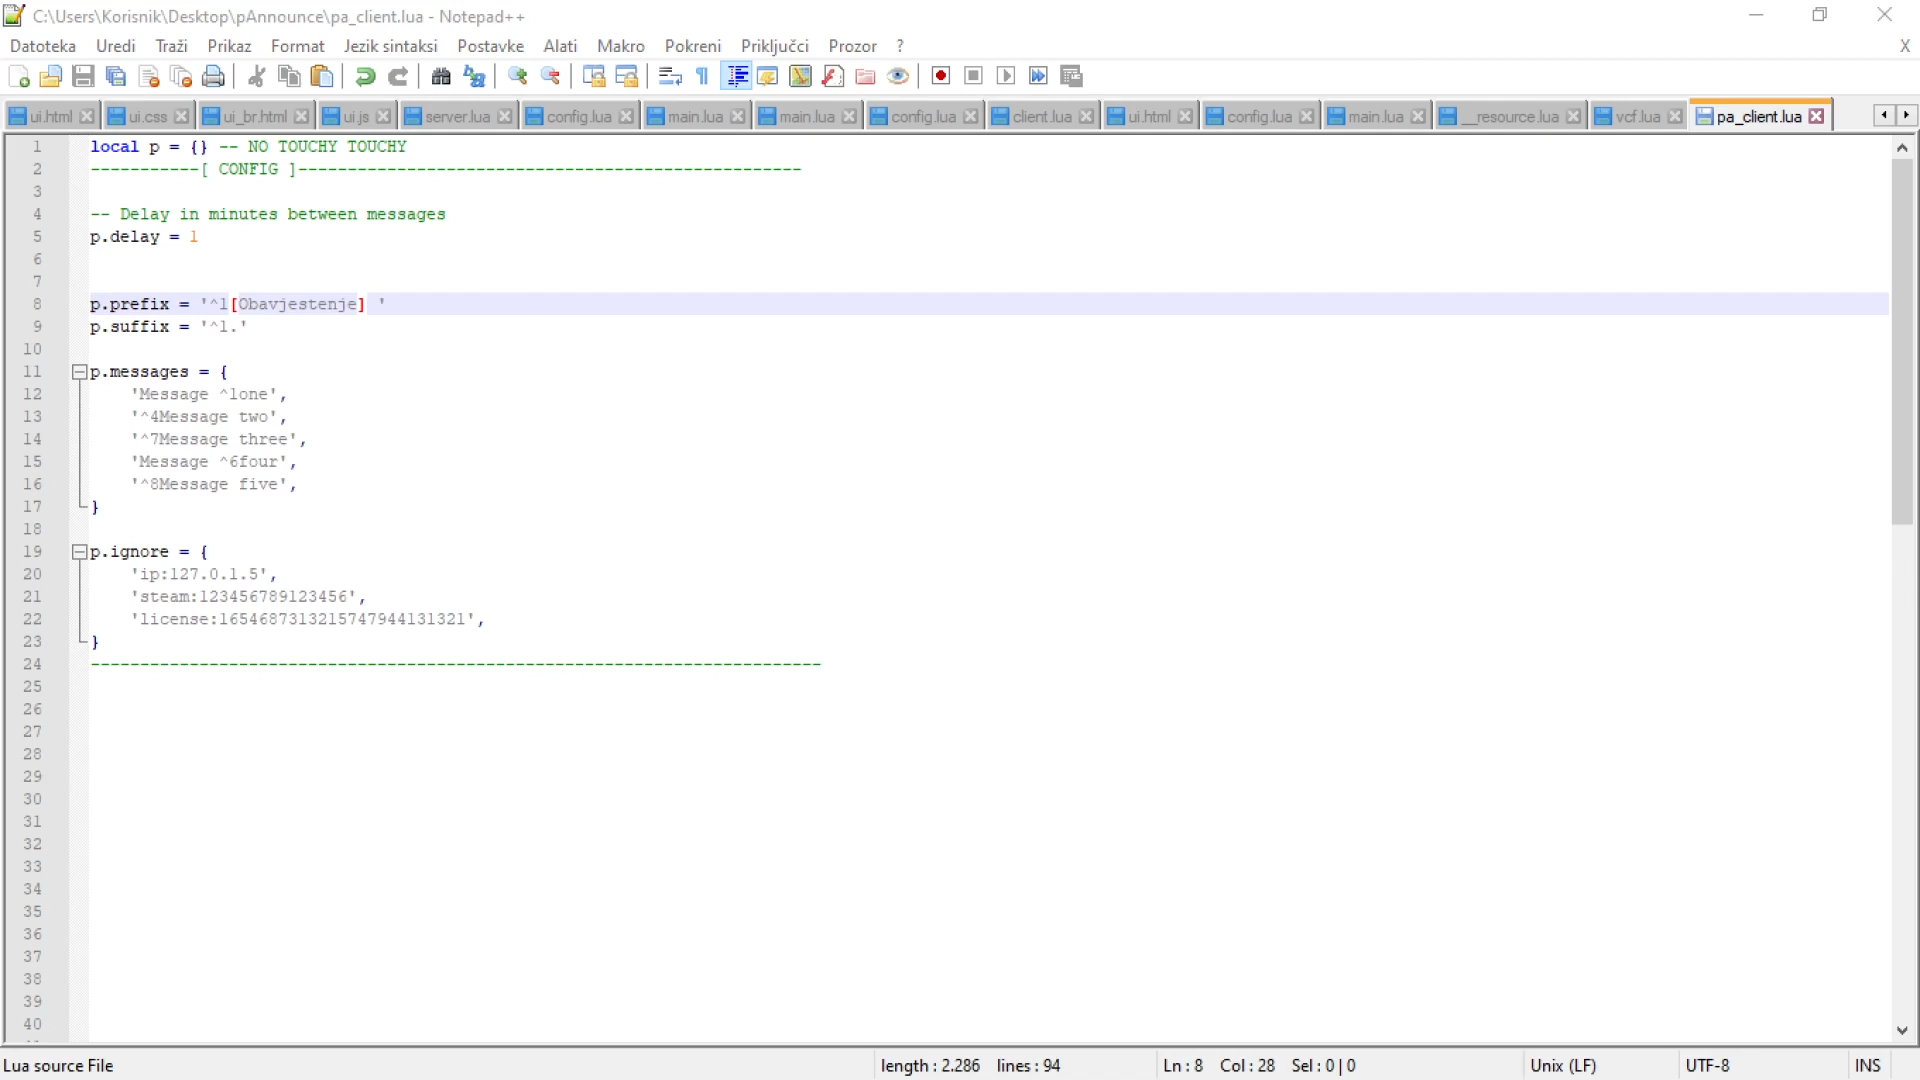 C:\Users\Korisnik\Desktop\pAnnounce\pa_client.lua - Notepad++
Datoteka Uredi Traži Prikaz Format Jezik sintaksi Postavke Alati Makro Pokreni Priključci Prozor ? X
ui.html ui.css ui_br.html ui.js server.lua config.lua main.lua main.lua config.lua client.lua ui.html config.lua main.lua __resource.lua vcf.lua pa_client.lua
1 local p = {} -- NO TOUCHY TOUCHY
2 -----------[ CONFIG ]---------------------------------------------------
3
4 -- Delay in minutes between messages
5 p.delay = 1
6
7
8 p.prefix = '^1[Obavjestenje] '
9 p.suffix = '^1.'
10
11 p.messages = {
12 'Message ^1one',
13 '^4Message two',
14 '^7Message three',
15 'Message ^6four',
16 '^8Message five',
17 }
18
19 p.ignore = {
20 'ip:127.0.1.5',
21 'steam:123456789123456',
22 'license:1654687313215747944131321',
23 }
24 --------------------------------------------------------------------------
25
26
27
28
29
30
31
32
33
34
35
36
37
38
39
40
Lua source File length : 2.286 lines : 94 Ln : 8 Col : 28 Sel : 0 | 0 Unix (LF) UTF-8 INS